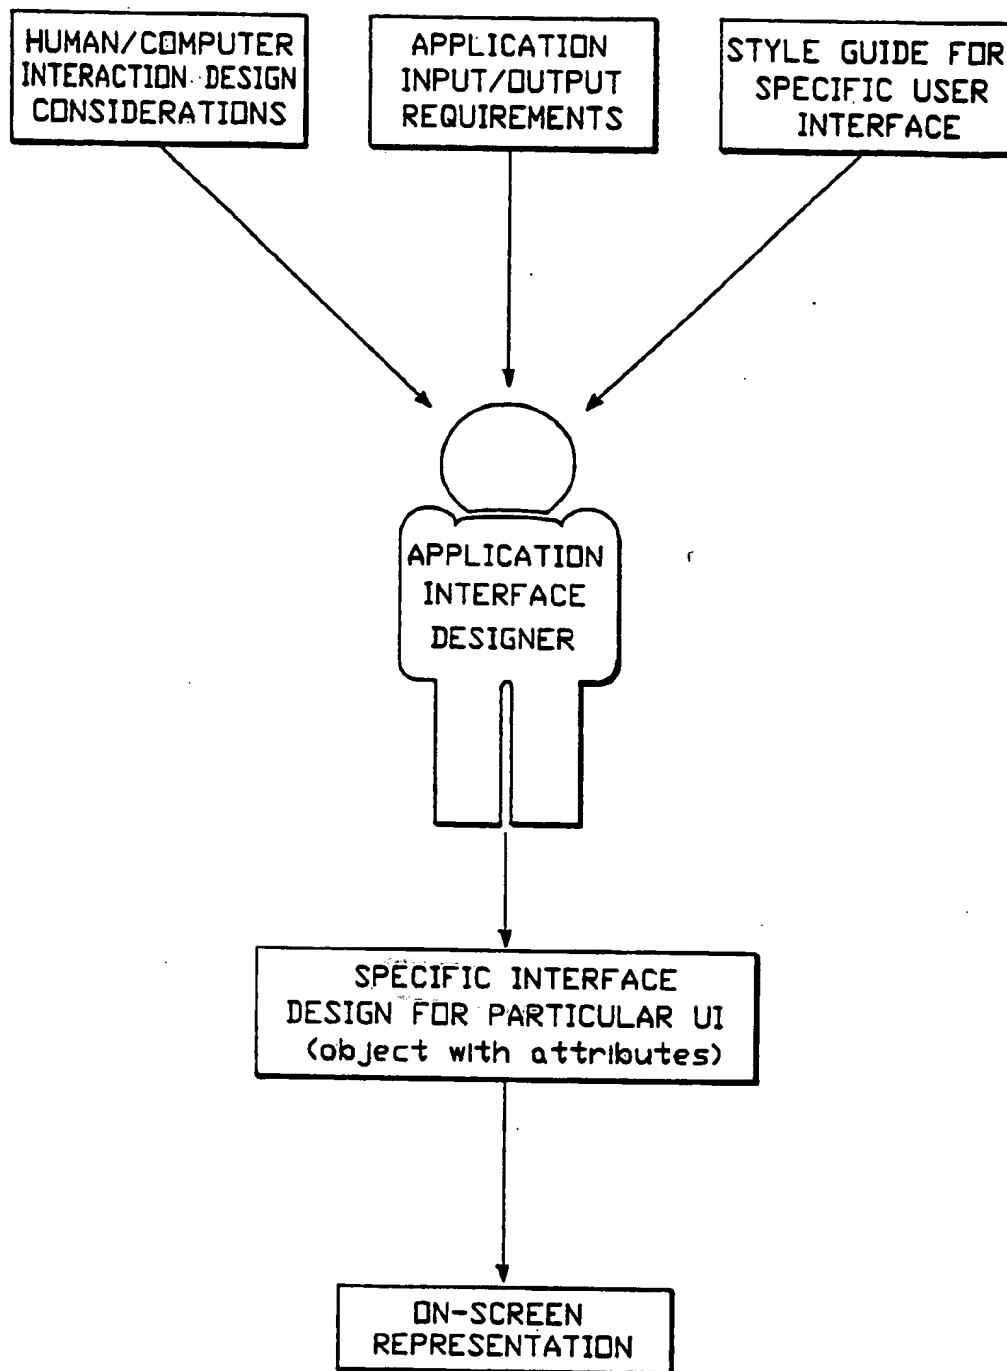 HUMAN/COMPUTER
INTERACTION DESIGN
CONSIDERATIONS
APPLICATION
INPUT/OUTPUT
REQUIREMENTS
STYLE GUIDE FOR
SPECIFIC USER
INTERFACE
APPLICATION
INTERFACE
DESIGNER
SPECIFIC INTERFACE
DESIGN FOR PARTICULAR UI
(object with attributes)
ON-SCREEN
REPRESENTATION